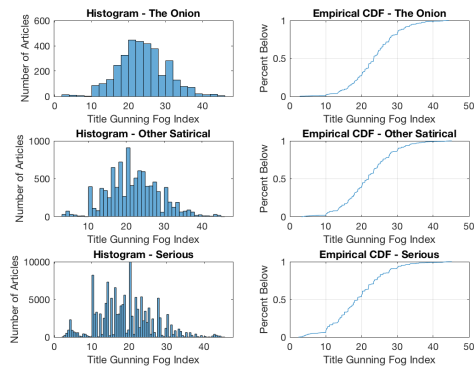 Histogram - The Onion
Number of Articles
600
400
200
0
0 10 20 30 40
Title Gunning Fog Index
Empirical CDF - The Onion
Percent Below
1
0.5
0
0 10 20 30 40 50
Title Gunning Fog Index
Histogram - Other Satirical
Number of Articles
1000
500
0
0 10 20 30 40
Title Gunning Fog Index
Empirical CDF - Other Satirical
Percent Below
1
0.5
0
0 10 20 30 40 50
Title Gunning Fog Index
Histogram - Serious
Number of Articles
10000
5000
0
0 10 20 30 40
Title Gunning Fog Index
Empirical CDF - Serious
Percent Below
1
0.5
0
0 10 20 30 40 50
Title Gunning Fog Index